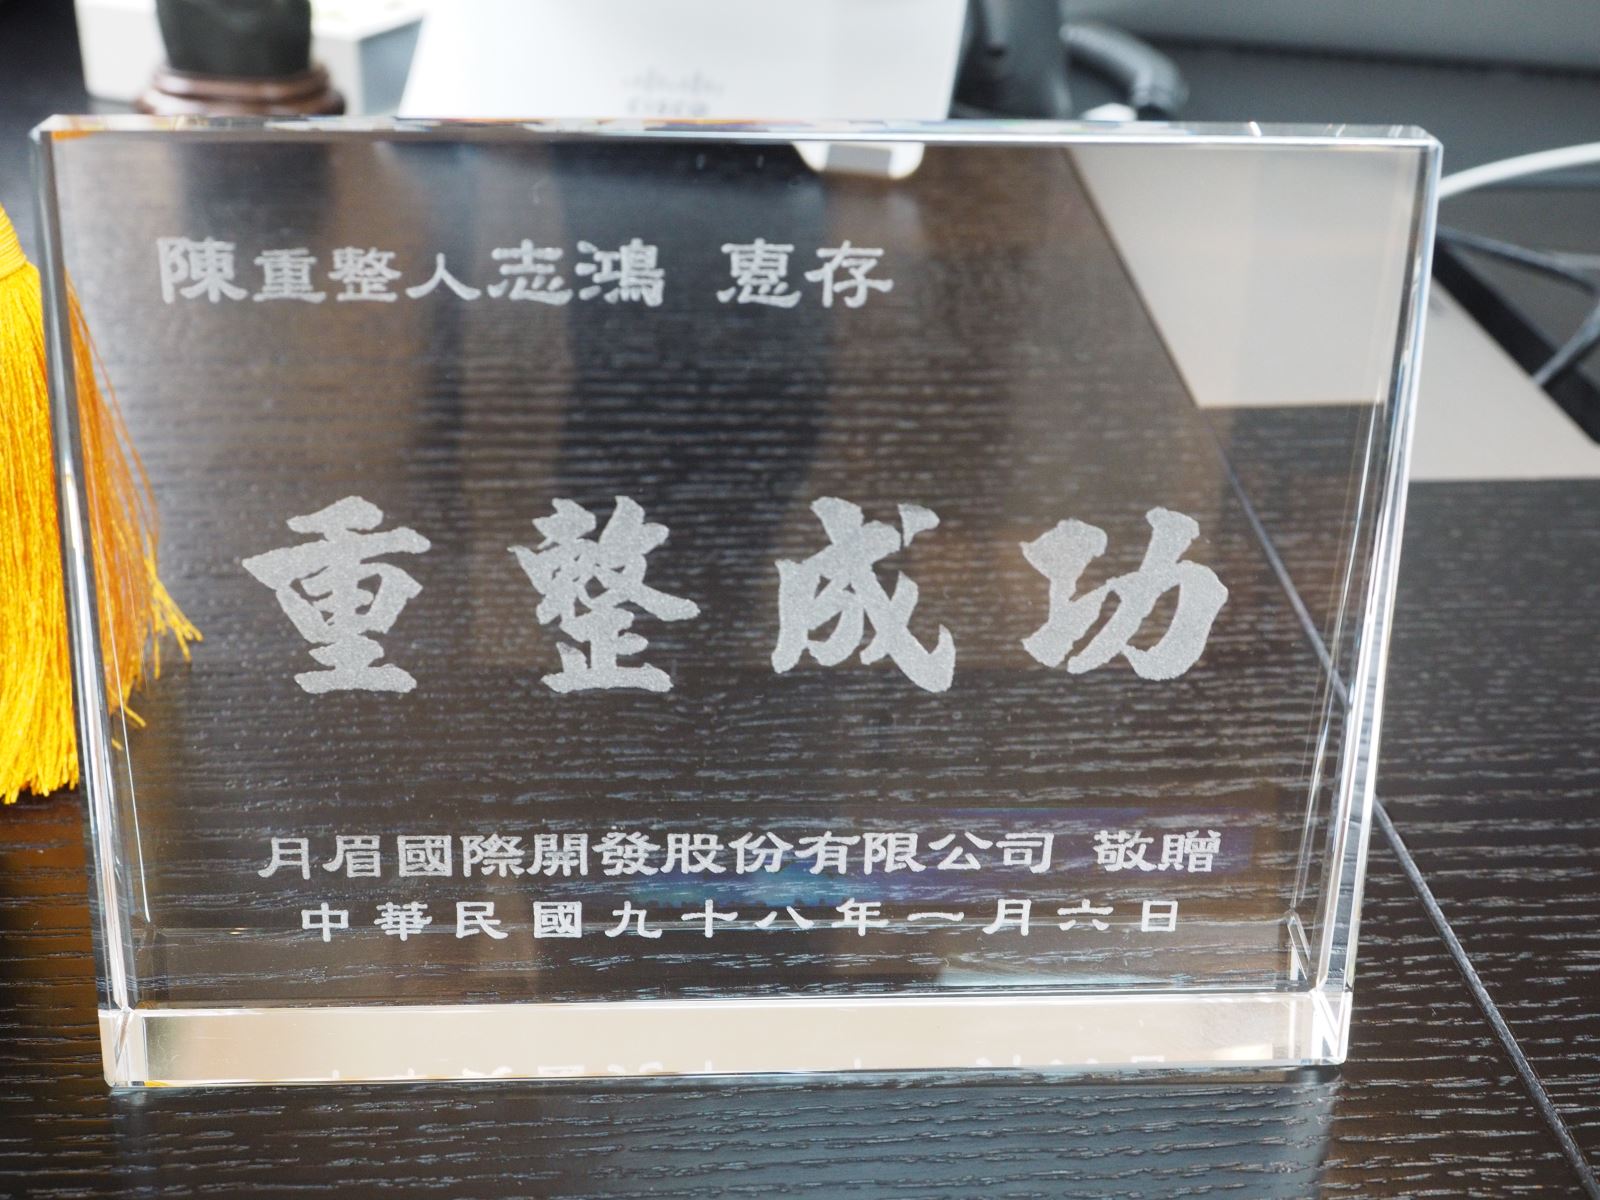 CISCO
陳重整人志鴻 惠存
重整成功
月眉國際開發股份有限公司 敬贈
中華民國九十八年一月六日